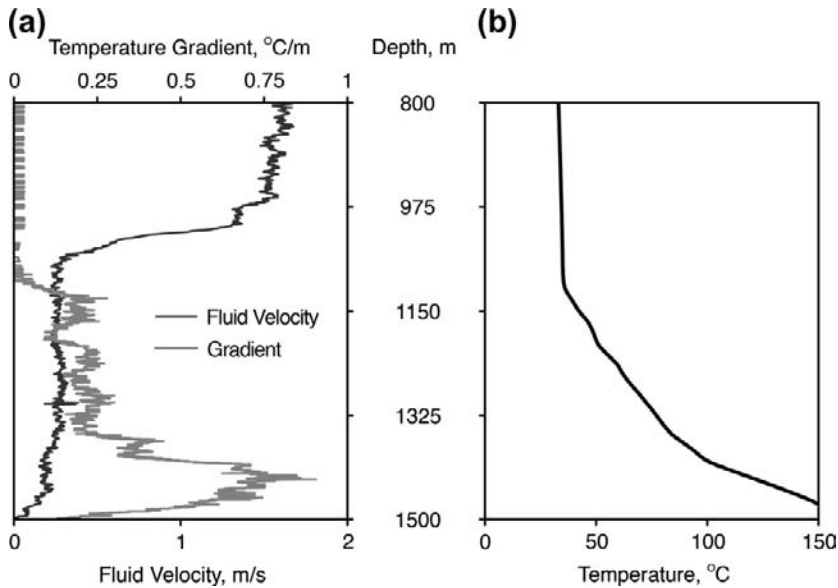 (a)
Temperature Gradient, °C/m
Depth, m
(b)
0 0.25 0.5 0.75 1
800
975
1150
1325
1500
Fluid Velocity
Gradient
0 1 2
0 50 100 150
Fluid Velocity, m/s
Temperature, °C